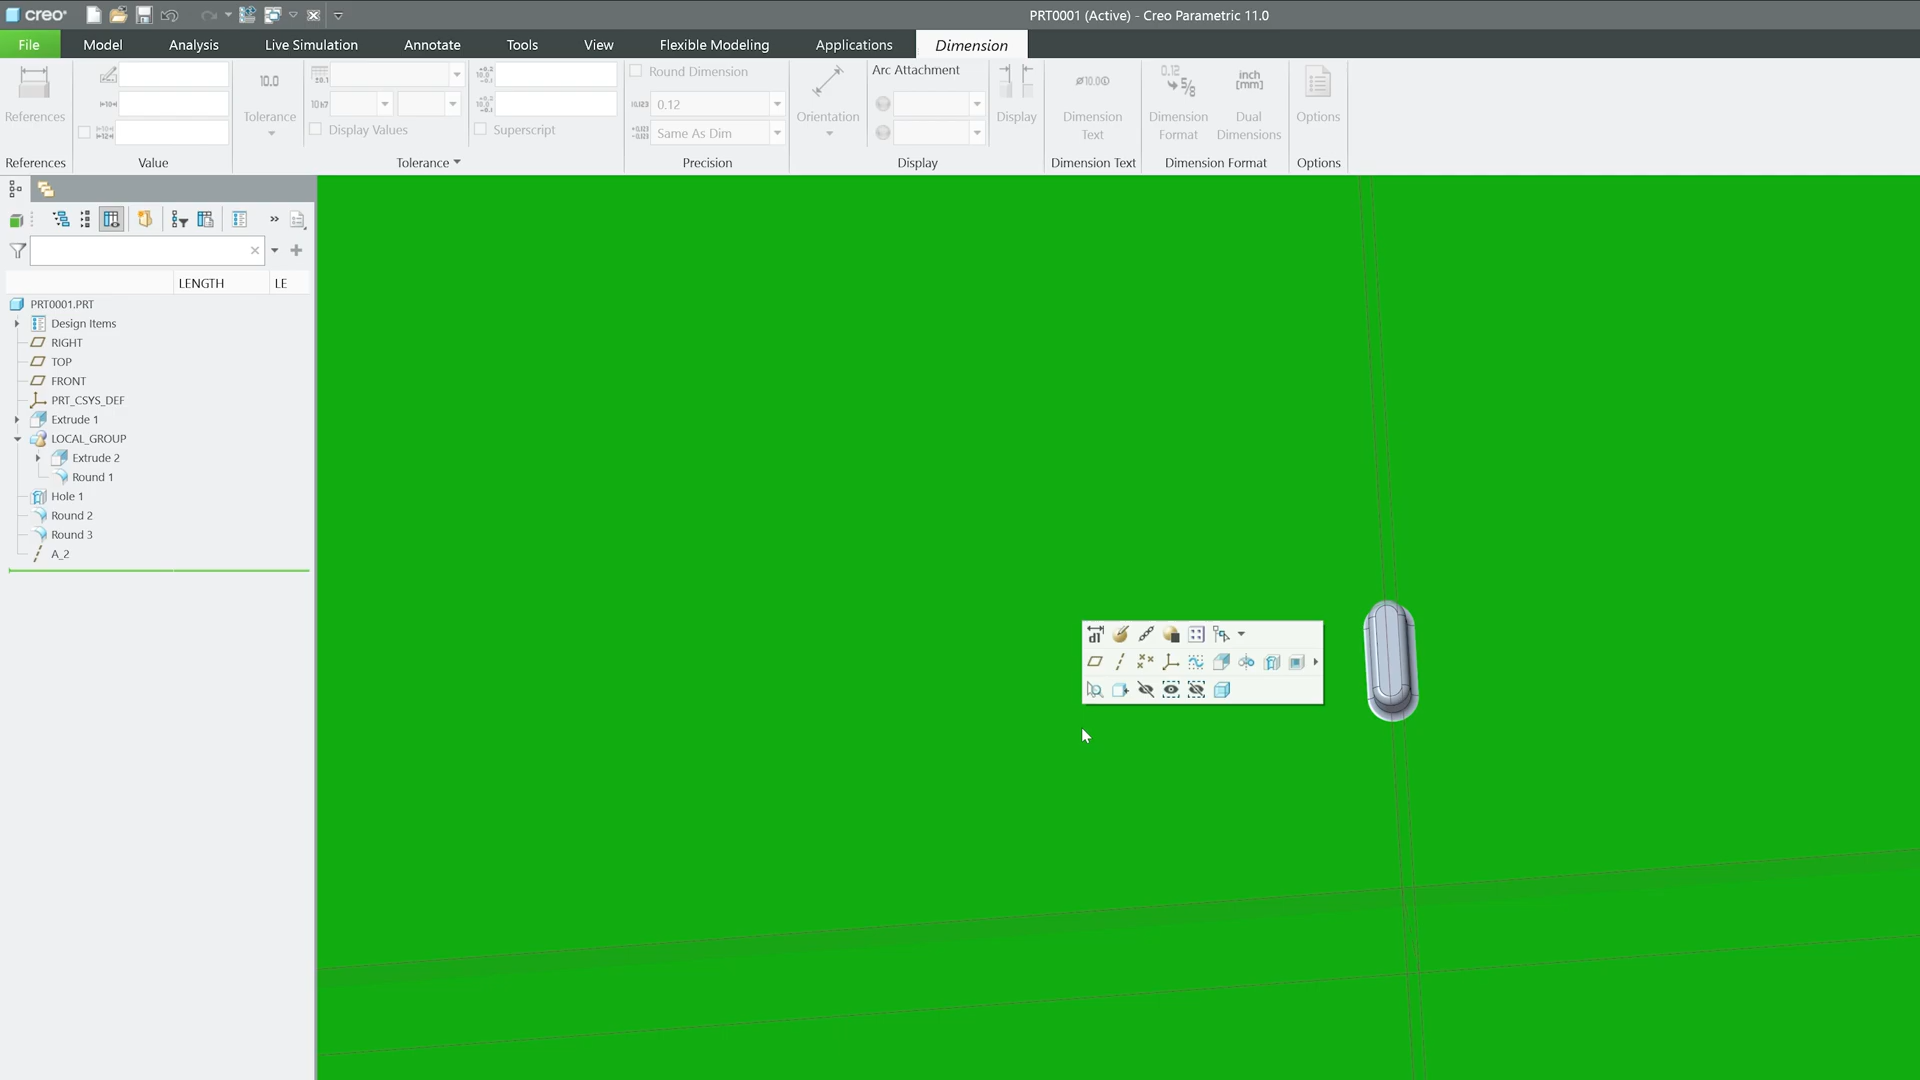 creo
PRT0001 (Active) - Creo Parametric 11.0
File Model Analysis Live Simulation Annotate Tools View Flexible Modeling Applications Dimension
References
10.0
Tolerance
Display Values
Superscript
Round Dimension
0.12
Same As Dim
Orientation
Arc Attachment
Display
Dimension Text
0.12 5/8
Dimension Format
inch [mm]
Dual Dimensions
Options
References Value Tolerance Precision Display Dimension Text Dimension Format Options
LENGTH LE
PRT0001.PRT
Design Items
RIGHT
TOP
FRONT
PRT_CSYS_DEF
Extrude 1
LOCAL_GROUP
Extrude 2
Round 1
Hole 1
Round 2
Round 3
A_2